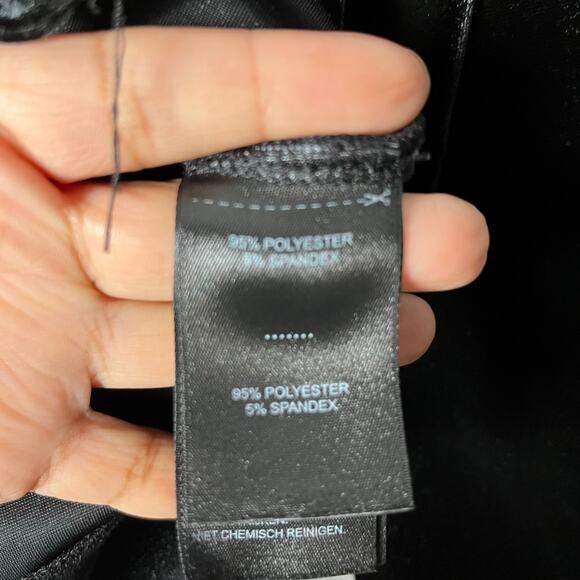 95% POLYESTER
5% SPANDEX
.......
95% POLYESTER
5% SPANDEX
NIET CHEMISCH REINIGEN.